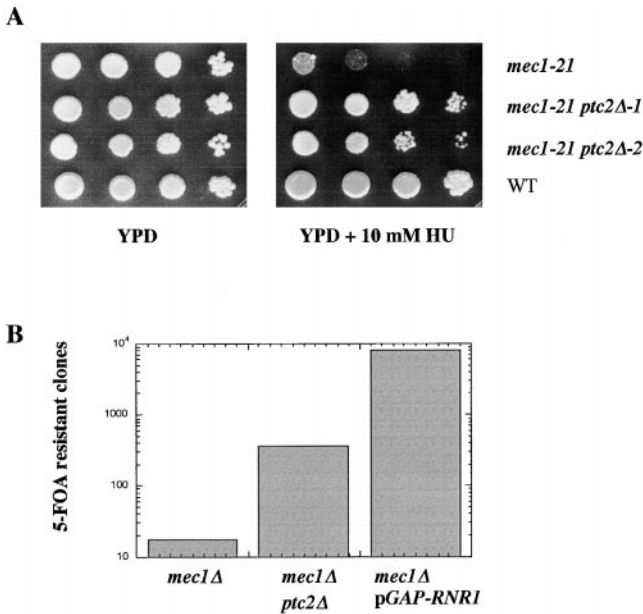 A
mec1-21
mec1-21 ptc2Δ-1
mec1-21 ptc2Δ-2
WT
YPD
YPD + 10 mM HU
B
5-FOA resistant clones
10⁴
1000
100
10
mec1Δ
mec1Δ
ptc2Δ
mec1Δ
pGAP-RNR1